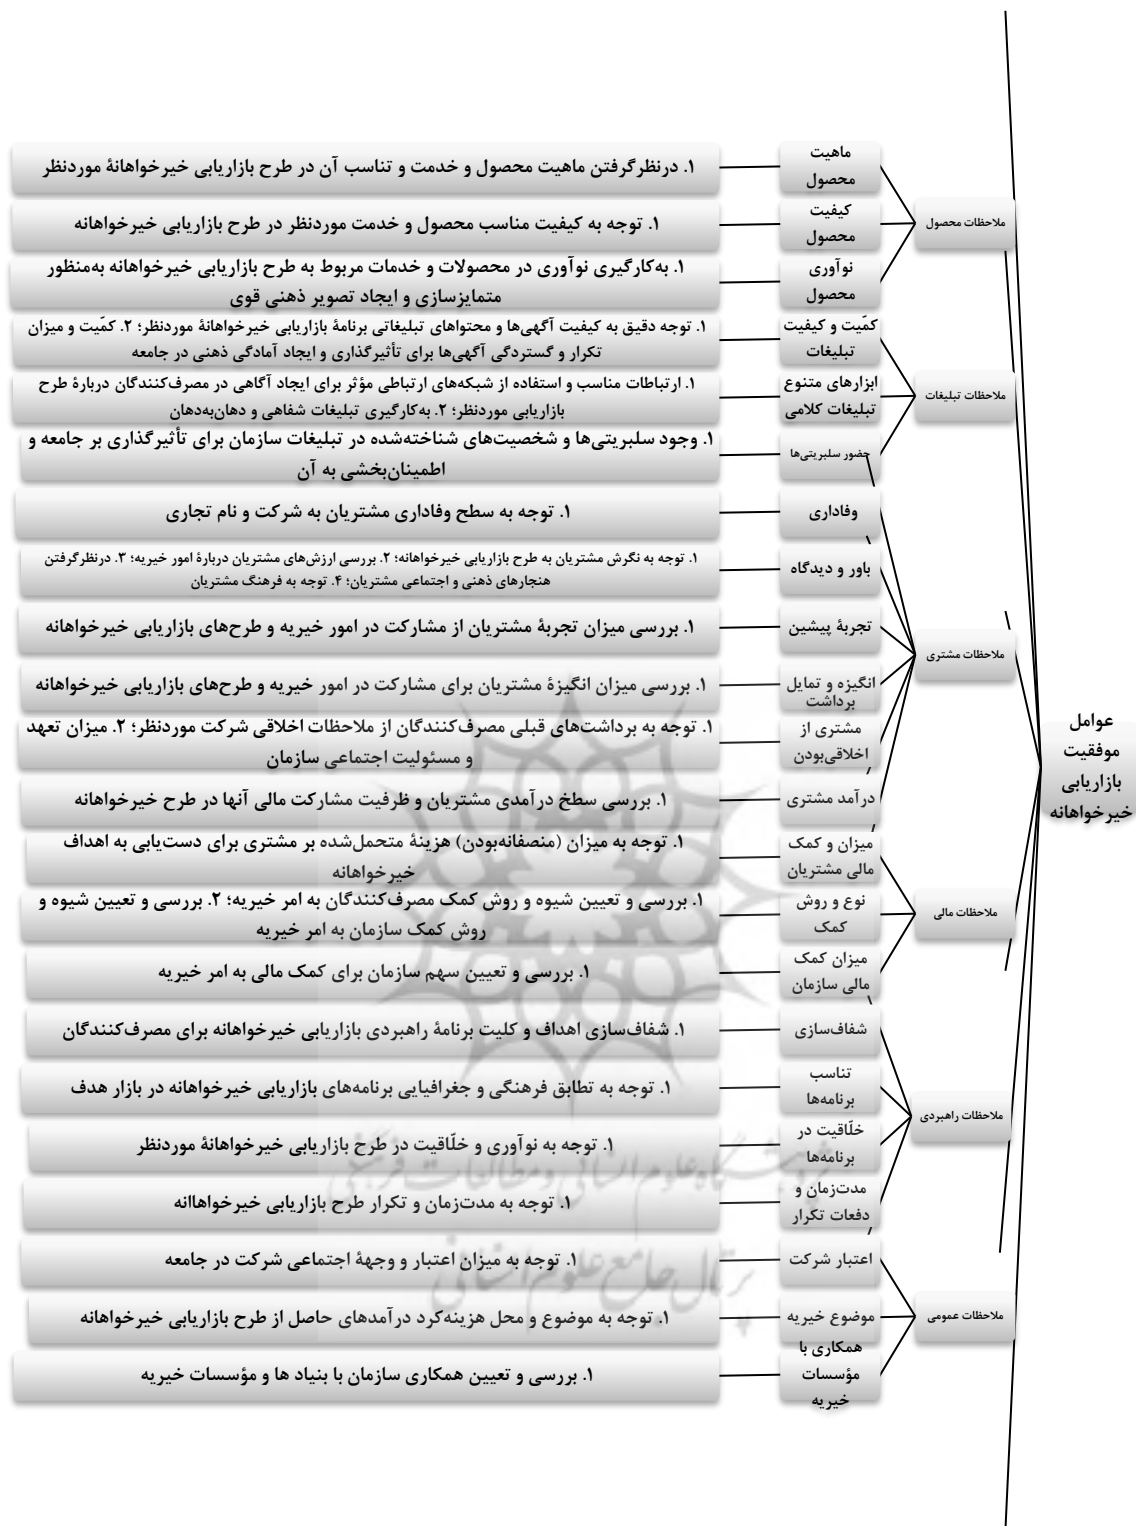 عوامل
موفقیت
بازاریابی
خیرخواهانه
ملاحظات محصول
ماهیت
محصول
۱. درنظرگرفتن ماهیت محصول و خدمت و تناسب آن در طرح بازاریابی خیرخواهانهٔ موردنظر
کیفیت
محصول
۱. توجه به کیفیت مناسب محصول و خدمت موردنظر در طرح بازاریابی خیرخواهانه
نوآوری
محصول
۱. به‌کارگیری نوآوری در محصولات و خدمات مربوط به طرح بازاریابی خیرخواهانه به‌منظور
متمایزسازی و ایجاد تصویر ذهنی قوی
ملاحظات تبلیغات
کمّیت و کیفیت
تبلیغات
۱. توجه دقیق به کیفیت آگهی‌ها و محتواهای تبلیغاتی برنامهٔ بازاریابی خیرخواهانهٔ موردنظر؛ ۲. کمّیت و میزان
تکرار و گستردگی آگهی‌ها برای تأثیرگذاری و ایجاد آمادگی ذهنی در جامعه
ابزارهای متنوع
تبلیغات کلامی
۱. ارتباطات مناسب و استفاده از شبکه‌های ارتباطی مؤثر برای ایجاد آگاهی در مصرف‌کنندگان دربارهٔ طرح
بازاریابی موردنظر؛ ۲. به‌کارگیری تبلیغات شفاهی و دهان‌به‌دهان
حضور سلبریتی‌ها
۱. وجود سلبریتی‌ها و شخصیت‌های شناخته‌شده در تبلیغات سازمان برای تأثیرگذاری بر جامعه و
اطمینان‌بخشی به آن
ملاحظات مشتری
وفاداری
۱. توجه به سطح وفاداری مشتریان به شرکت و نام تجاری
باور و دیدگاه
۱. توجه به نگرش مشتریان به طرح بازاریابی خیرخواهانه؛ ۲. بررسی ارزش‌های مشتریان دربارهٔ امور خیریه؛ ۳. درنظرگرفتن
هنجارهای ذهنی و اجتماعی مشتریان؛ ۴. توجه به فرهنگ مشتریان
تجربهٔ پیشین
۱. بررسی میزان تجربهٔ مشتریان از مشارکت در امور خیریه و طرح‌های بازاریابی خیرخواهانه
انگیزه و تمایل
۱. بررسی میزان انگیزهٔ مشتریان برای مشارکت در امور خیریه و طرح‌های بازاریابی خیرخواهانه
برداشت
مشتری از
اخلاقی‌بودن
۱. توجه به برداشت‌های قبلی مصرف‌کنندگان از ملاحظات اخلاقی شرکت موردنظر؛ ۲. میزان تعهد
و مسئولیت اجتماعی سازمان
درآمد مشتری
۱. بررسی سطح درآمدی مشتریان و ظرفیت مشارکت مالی آنها در طرح خیرخواهانه
ملاحظات مالی
میزان و کمک
مالی مشتریان
۱. توجه به میزان (منصفانه‌بودن) هزینهٔ متحمل‌شده بر مشتری برای دست‌یابی به اهداف
خیرخواهانه
نوع و روش
کمک
۱. بررسی و تعیین شیوه و روش کمک مصرف‌کنندگان به امر خیریه؛ ۲. بررسی و تعیین شیوه و
روش کمک سازمان به امر خیریه
میزان کمک
مالی سازمان
۱. بررسی و تعیین سهم سازمان برای کمک مالی به امر خیریه
ملاحظات راهبردی
شفاف‌سازی
۱. شفاف‌سازی اهداف و کلیت برنامهٔ راهبردی بازاریابی خیرخواهانه برای مصرف‌کنندگان
تناسب
برنامه‌ها
۱. توجه به تطابق فرهنگی و جغرافیایی برنامه‌های بازاریابی خیرخواهانه در بازار هدف
خلّاقیت در
برنامه‌ها
۱. توجه به نوآوری و خلّاقیت در طرح بازاریابی خیرخواهانهٔ موردنظر
مدت‌زمان و
دفعات تکرار
۱. توجه به مدت‌زمان و تکرار طرح بازاریابی خیرخواهاانه
ملاحظات عمومی
اعتبار شرکت
۱. توجه به میزان اعتبار و وجههٔ اجتماعی شرکت در جامعه
موضوع خیریه
۱. توجه به موضوع و محل هزینه‌کرد درآمدهای حاصل از طرح بازاریابی خیرخواهانه
همکاری با
مؤسسات
خیریه
۱. بررسی و تعیین همکاری سازمان با بنیاد ها و مؤسسات خیریه
پژوهشگاه علوم انسانی و مطالعات فرهنگی
پرتال جامع علوم انسانی